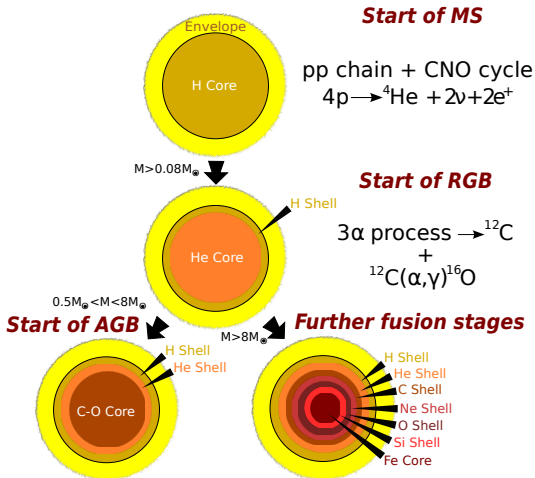 Start of MS
Envelope
H Core
pp chain + CNO cycle
4p→⁴He +2ν+2e⁺
M>0.08M☉
Start of RGB
H Shell
He Core
3α process →¹²C
+
¹²C(α,γ)¹⁶O
0.5M☉<M<8M☉
Start of AGB
M>8M☉
Further fusion stages
H Shell
He Shell
C-O Core
H Shell
He Shell
C Shell
Ne Shell
O Shell
Si Shell
Fe Core